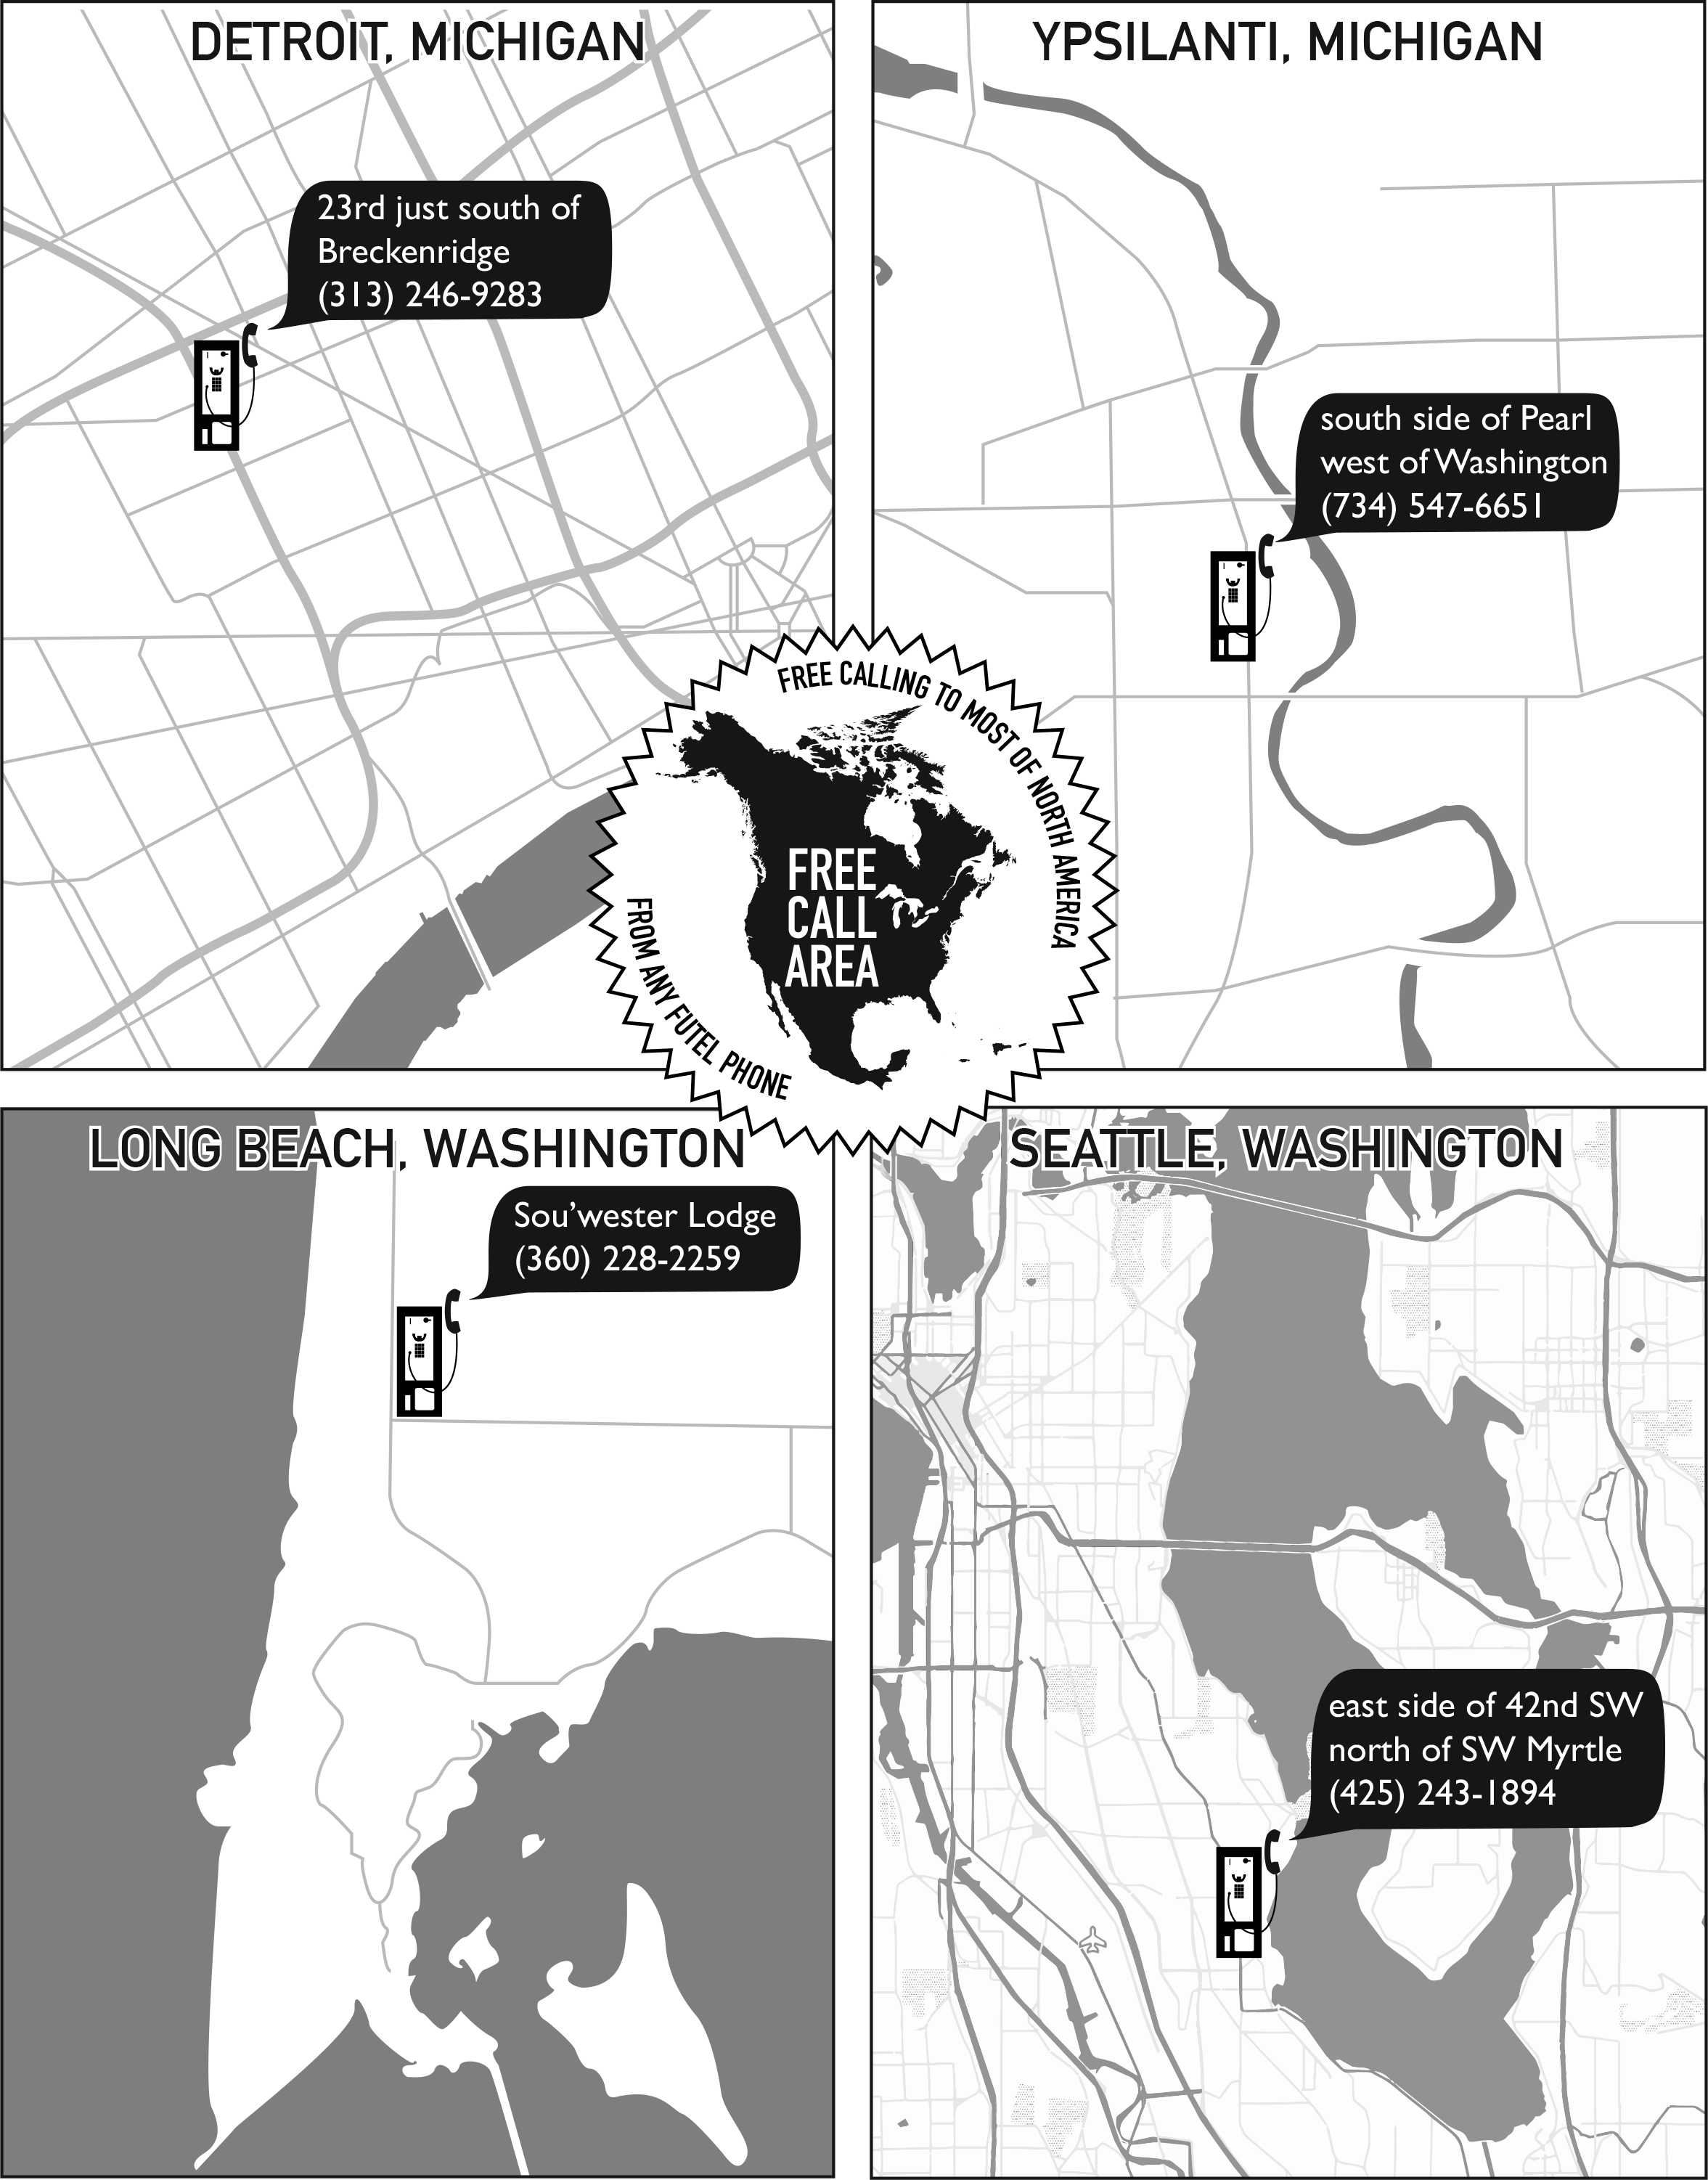 DETROIT, MICHIGAN
23rd just south of
Breckenridge
(313) 246-9283
YPSILANTI, MICHIGAN
south side of Pearl
west of Washington
(734) 547-6651
FREE CALLING TO MOST OF NORTH AMERICA
FREE
CALL
AREA
FROM ANY FUTEL PHONE
LONG BEACH, WASHINGTON
Sou'wester Lodge
(360) 228-2259
SEATTLE, WASHINGTON
east side of 42nd SW
north of SW Myrtle
(425) 243-1894